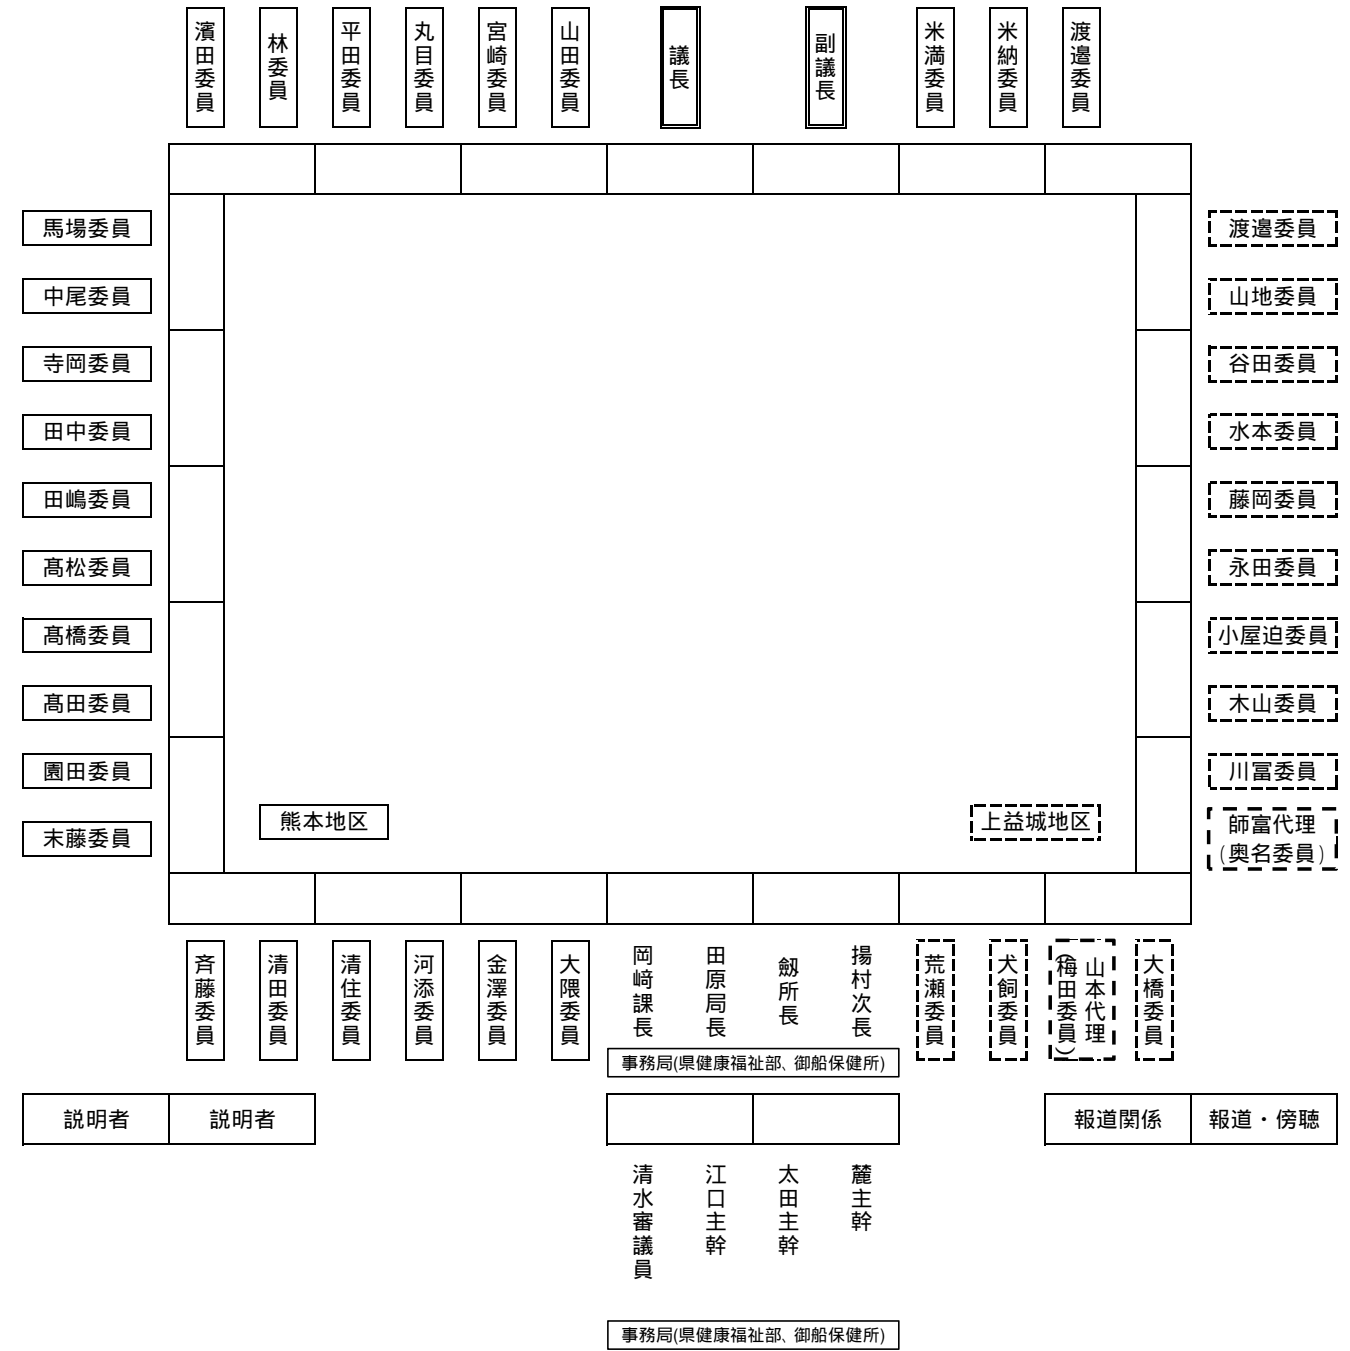 濱田委員
林委員
平田委員
丸目委員
宮崎委員
山田委員
議長
副議長
米満委員
米納委員
渡邉委員
馬場委員
中尾委員
寺岡委員
田中委員
田嶋委員
髙松委員
髙橋委員
髙田委員
園田委員
末藤委員
渡邉委員
山地委員
谷田委員
水本委員
藤岡委員
永田委員
小屋迫委員
木山委員
川冨委員
師富代理
(奥名委員)
熊本地区
上益城地区
斉藤委員
清田委員
清住委員
河添委員
金澤委員
大隈委員
岡﨑課長
田原局長
劔所長
揚村次長
荒瀬委員
犬飼委員
山本代理
(梅田委員)
大橋委員
事務局(県健康福祉部、御船保健所)
説明者
説明者
報道関係
報道・傍聴
清水審議員
江口主幹
太田主幹
麓主幹
事務局(県健康福祉部、御船保健所)